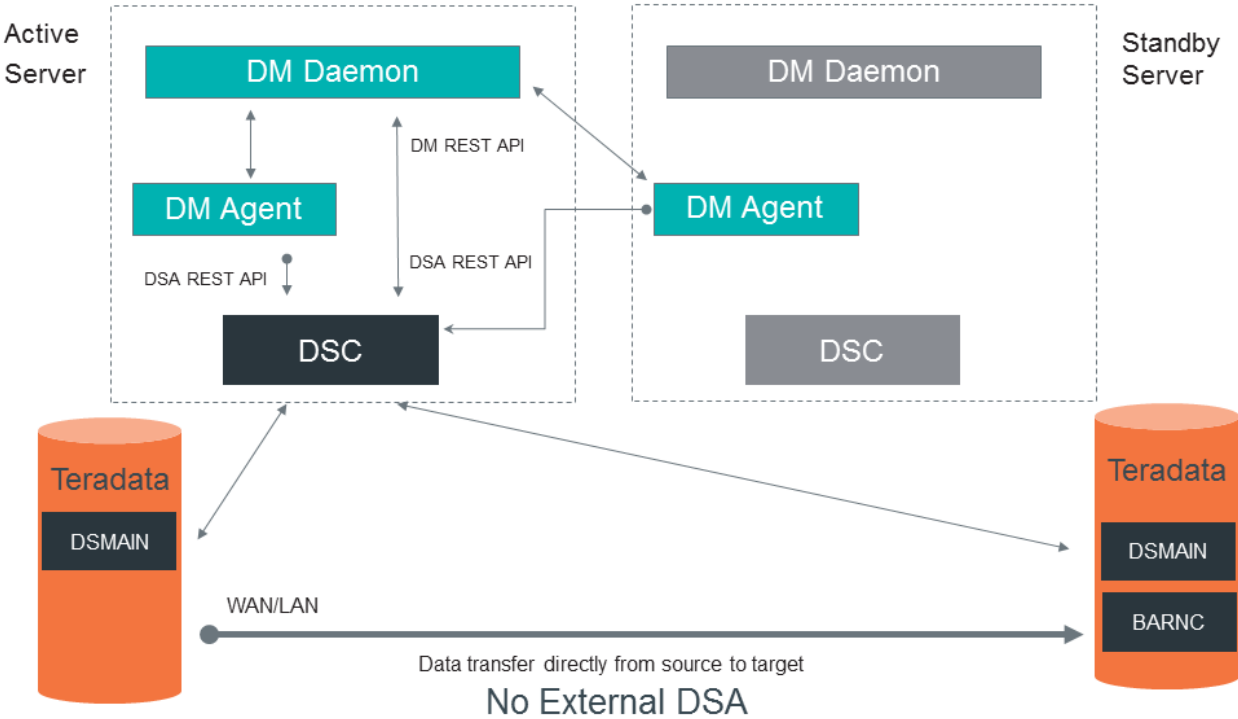 Active
Server
DM Daemon
DM REST API
DM Agent
DSA REST API
DSA REST API
DSC
DM Daemon
Standby
Server
DM Agent
DSC
Teradata
DSMAIN
Teradata
DSMAIN
BARNC
WAN/LAN
Data transfer directly from source to target
No External DSA